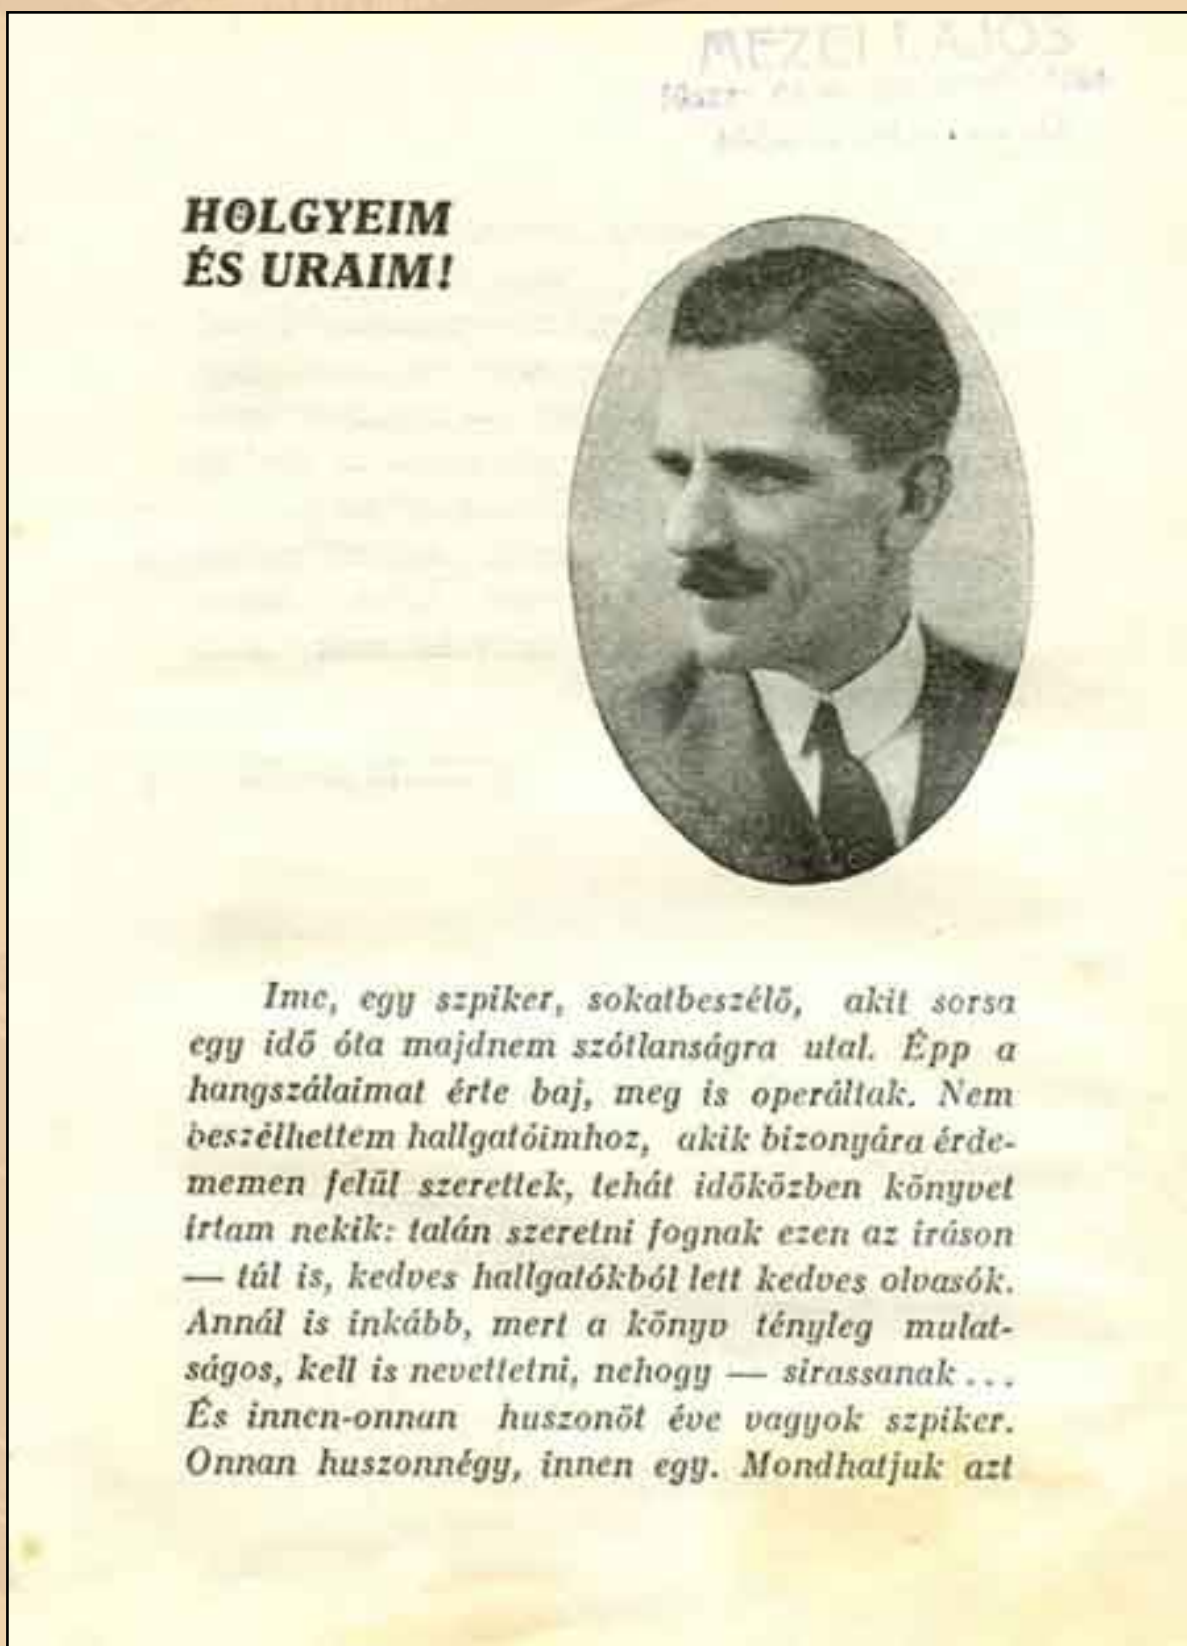 MEZEI LAJOS
HÖLGYEIM
ÉS URAIM!
Ime, egy szpiker, sokatbeszélő, akit sorsa
egy idő óta majdnem szótlanságra utal. Épp a
hangszálaimat érte baj, meg is operáltak. Nem
beszélhettem hallgatóimhoz, akik bizonyára érde-
memen felül szerettek, tehát időközben könyvet
irtam nekik: talán szeretni fognak ezen az iráson
— túl is, kedves hallgatókból lett kedves olvasók.
Annál is inkább, mert a könyv tényleg mulat-
ságos, kell is nevettetni, nehogy — sirassanak ...
És innen-onnan huszonöt éve vagyok szpiker.
Onnan huszonnégy, innen egy. Mondhatjuk azt